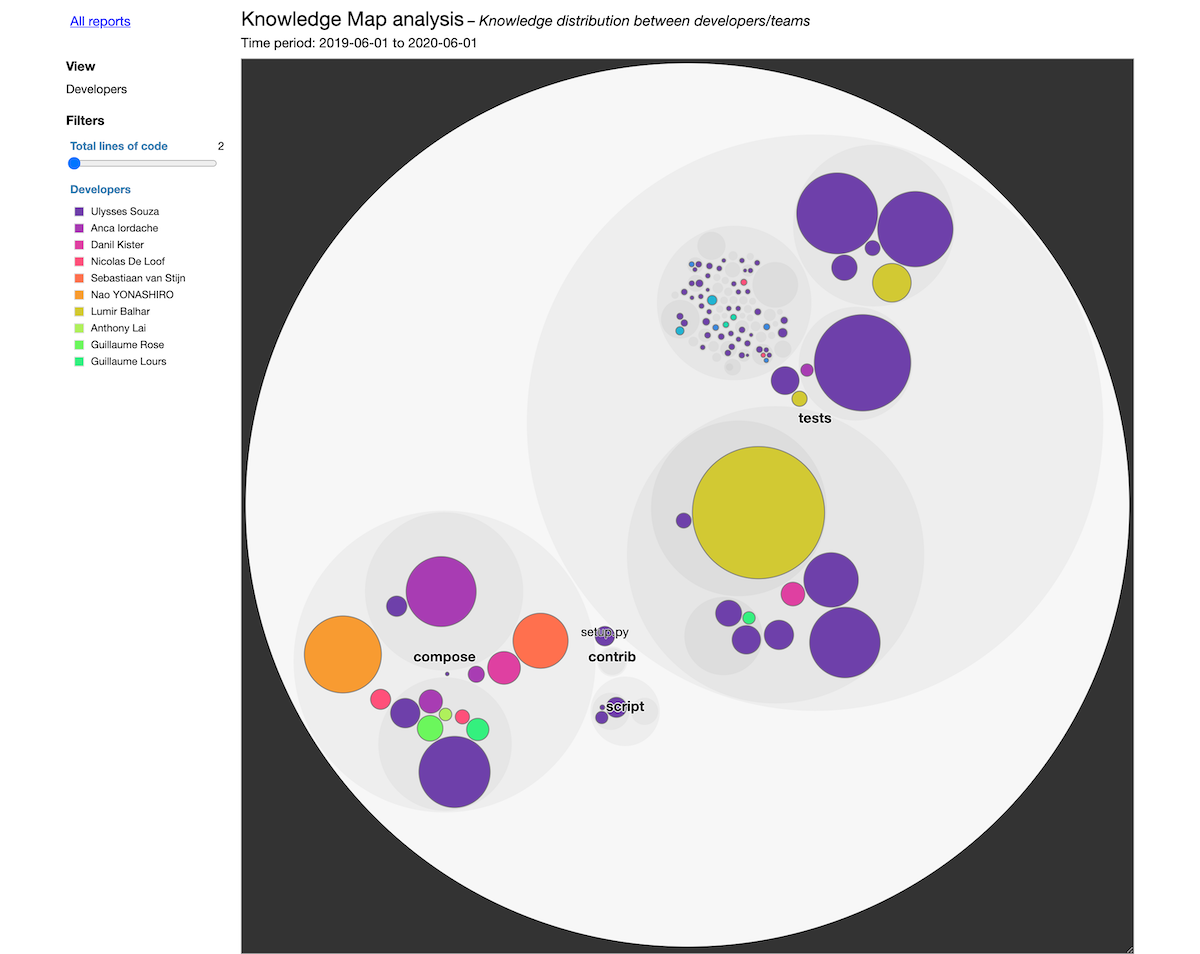 All reports
Knowledge Map analysis – Knowledge distribution between developers/teams
Time period: 2019-06-01 to 2020-06-01
View
Developers
Filters
Total lines of code 2
Developers
Ulysses Souza
Anca Iordache
Danil Kister
Nicolas De Loof
Sebastiaan van Stijn
Nao YONASHIRO
Lumir Balhar
Anthony Lai
Guillaume Rose
Guillaume Lours
tests
setup.py
compose
contrib
script